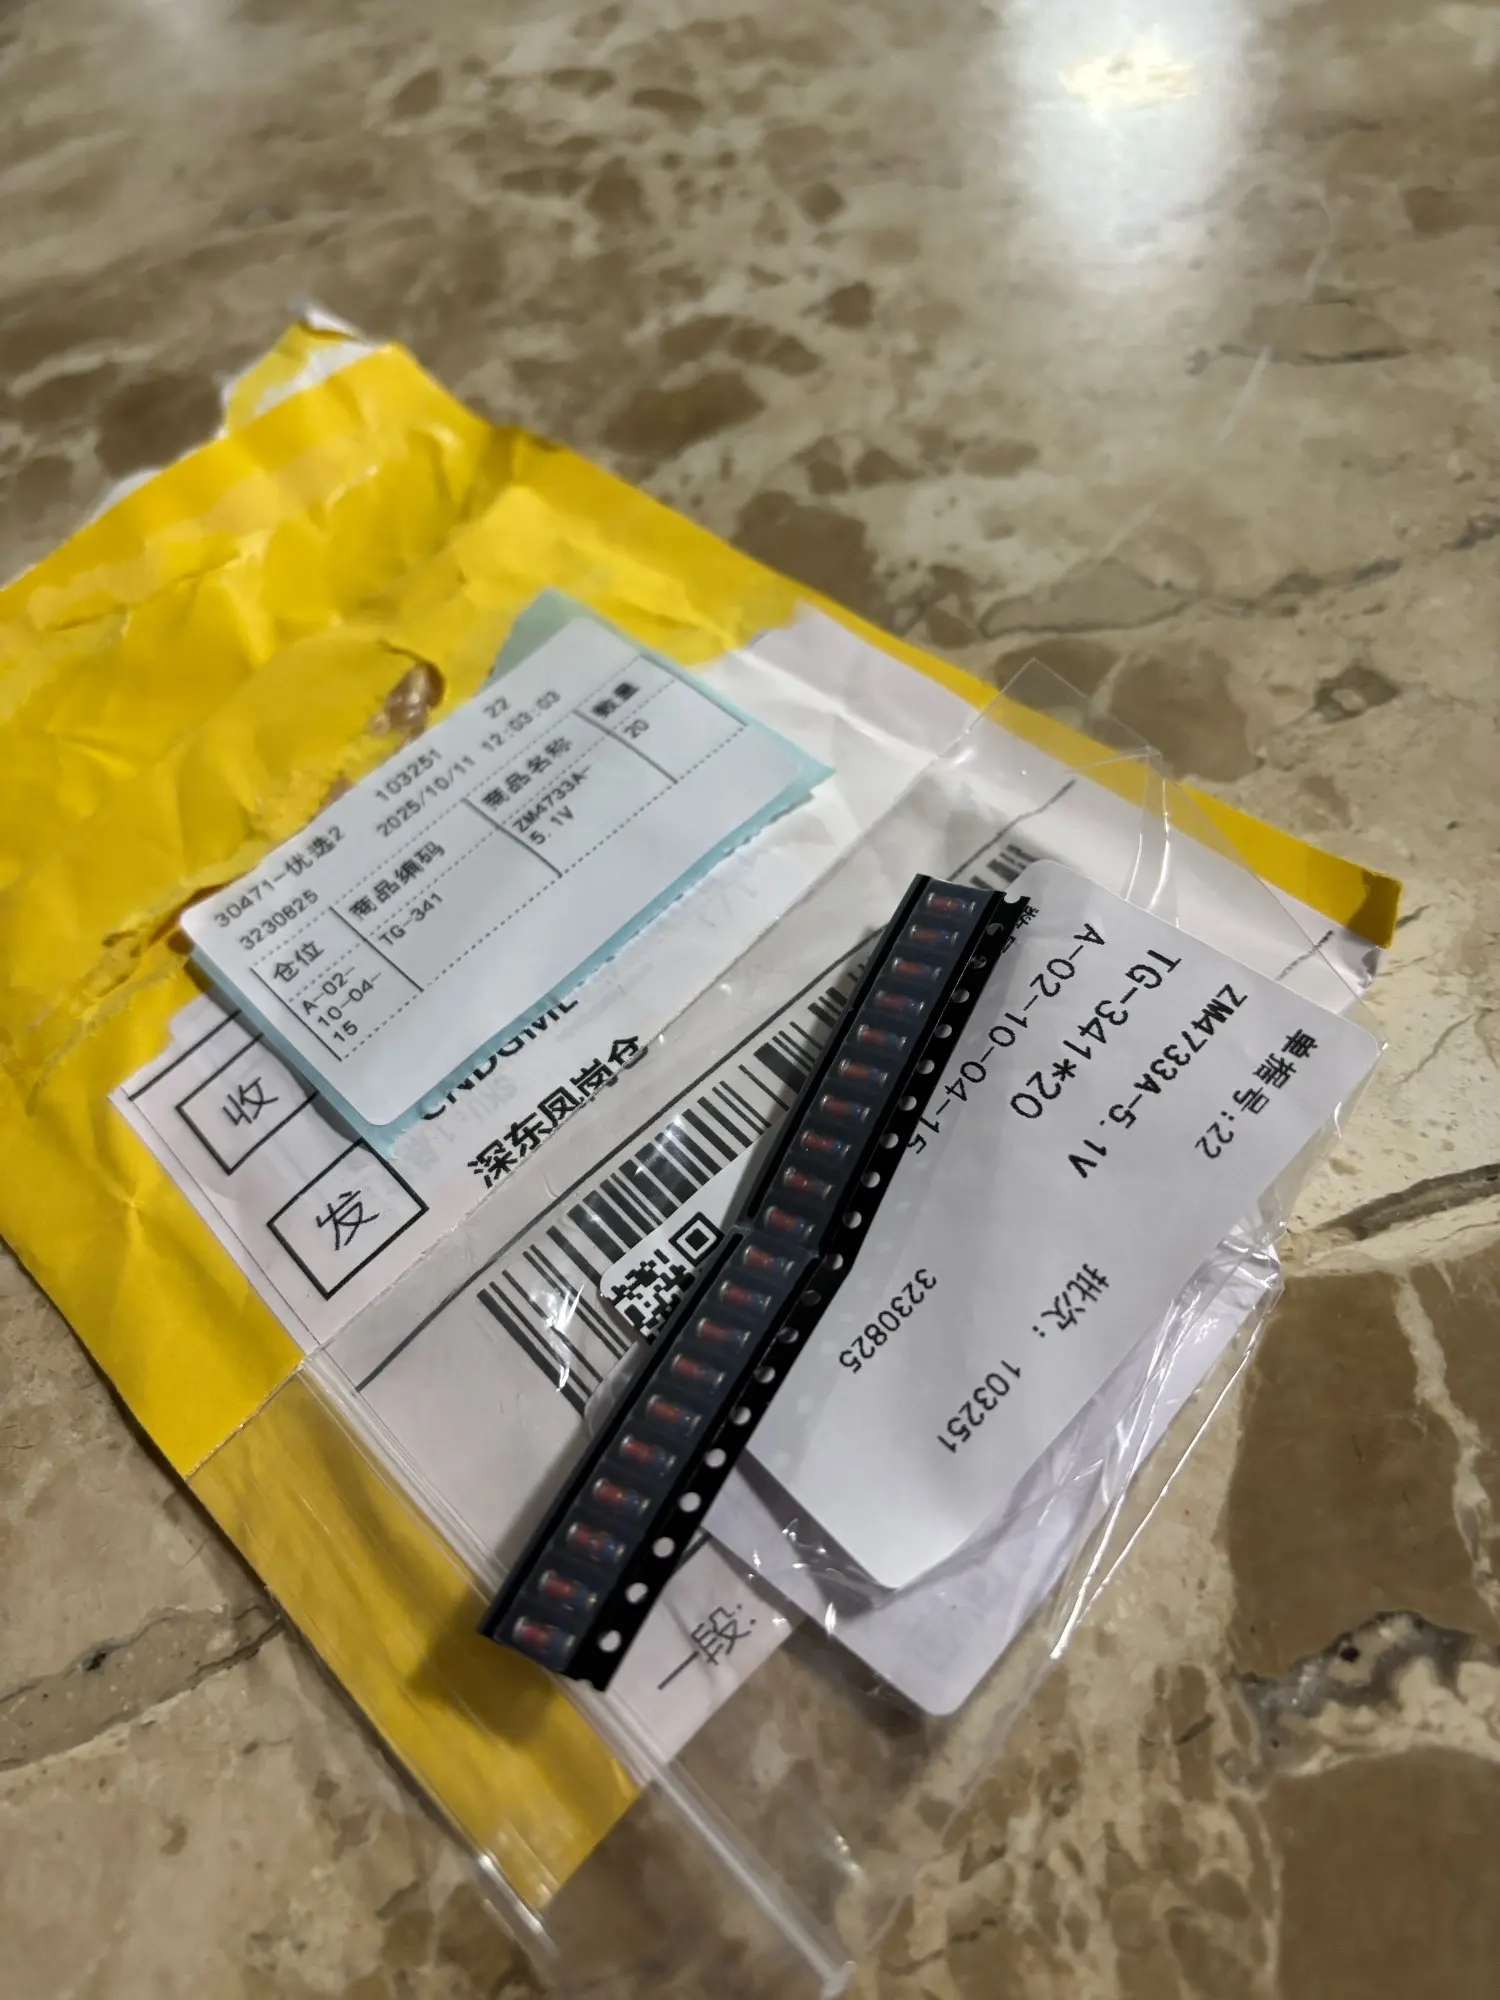 30471-优选2
103251
22
3230825
2025/10/11 12:03:03
仓位
商品编码
商品名称
数量
A-02-
10-04-
15
TG-341
ZM4733A-
5.1V
20
收
发
深东凤岗仓
段:
单据号:22
ZM4733A-5.1V
TG-341*20
A-02-10-04-15
批次: 103251
3230825